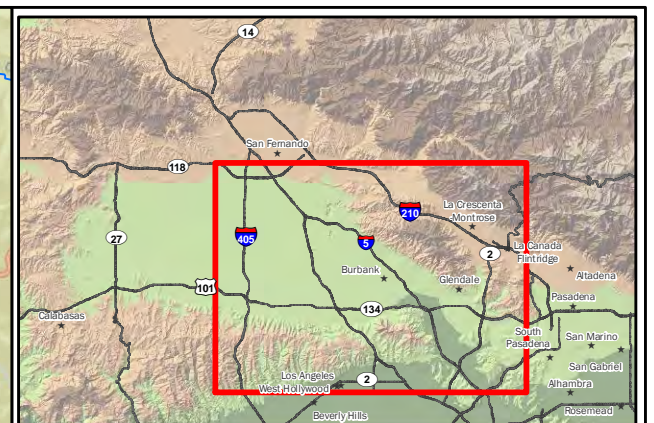 14
San Fernando
118
210
La Crescenta
-Montrose
27
405
5
2
La Canada
Flintridge
Burbank
Glendale
Altadena
101
Pasadena
134
Calabasas
South
Pasadena
San Marino
San Gabriel
Los Angeles
West Hollywood
2
Alhambra
Beverly Hills
Rosemead